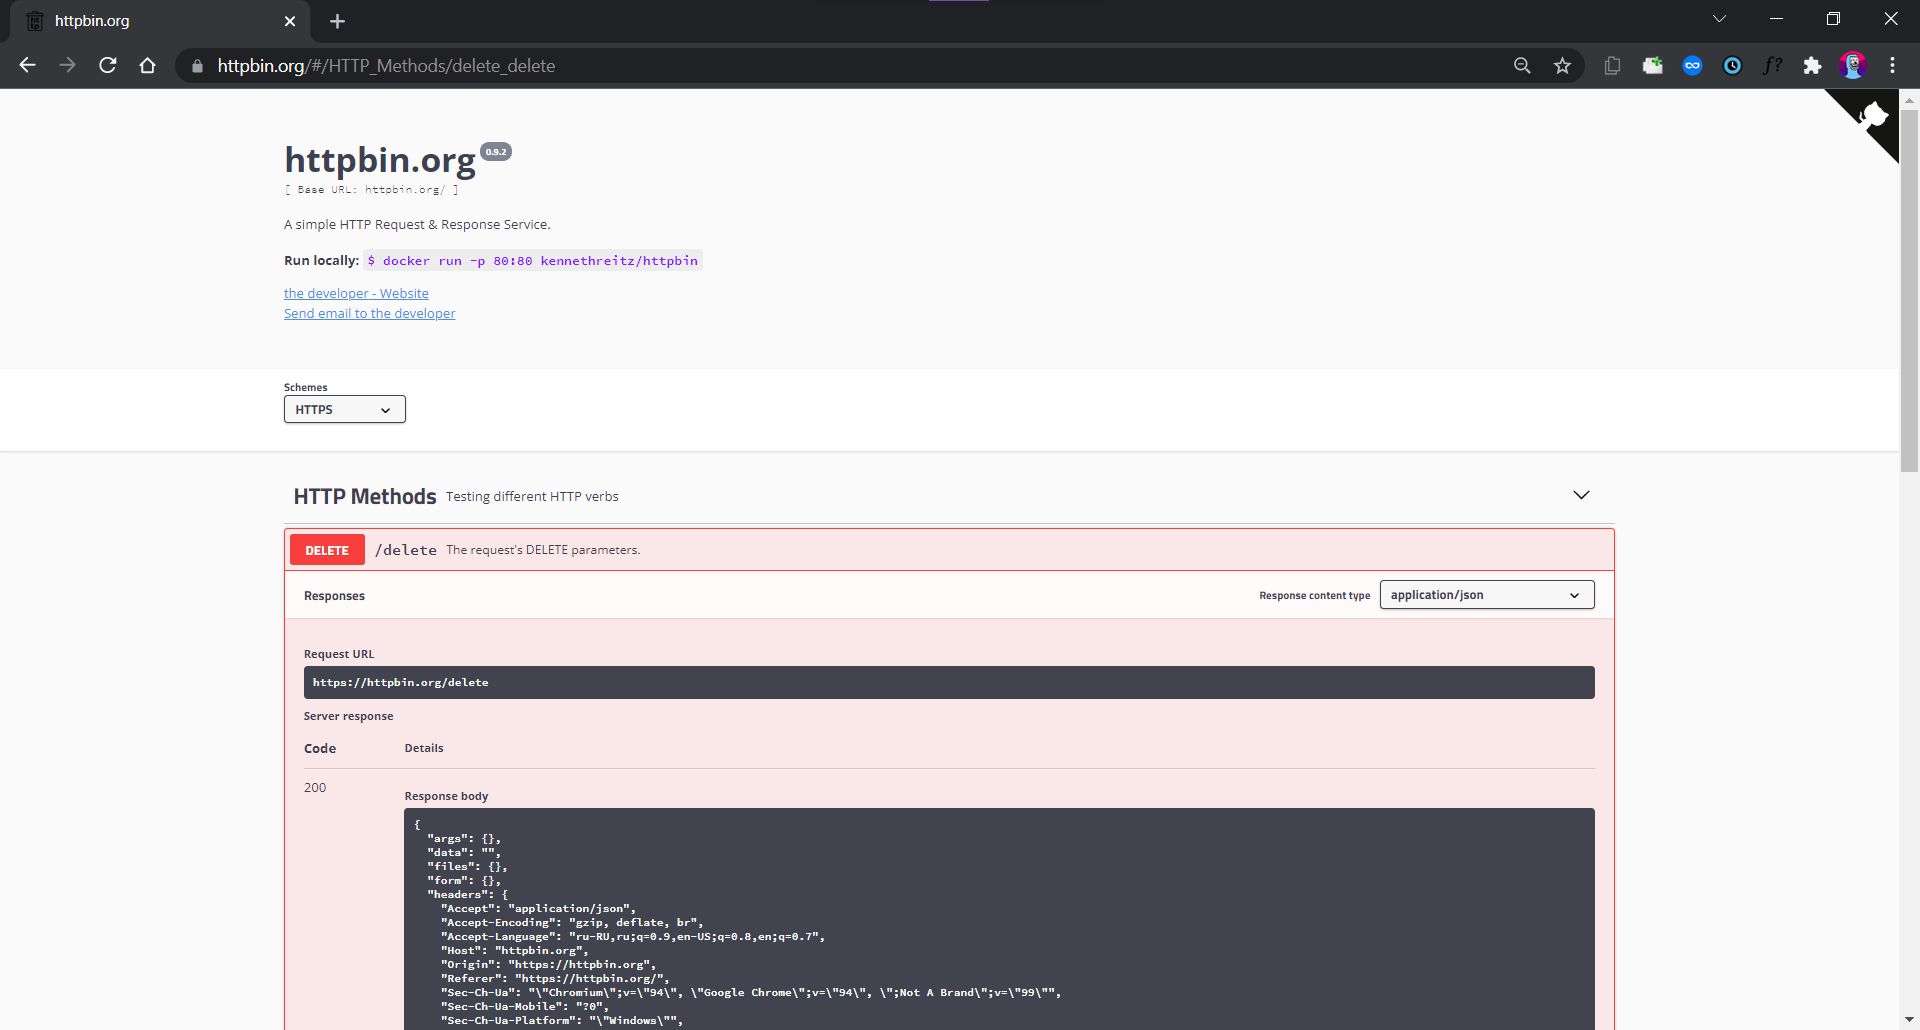 httpbin.org
httpbin.org/#/HTTP_Methods/delete_delete
httpbin.org 0.9.2
[ Base URL: httpbin.org/ ]
A simple HTTP Request & Response Service.
Run locally: $ docker run -p 80:80 kennethreitz/httpbin
the developer - Website
Send email to the developer
Schemes
HTTPS
HTTP Methods Testing different HTTP verbs
DELETE /delete The request's DELETE parameters.
Responses Response content type application/json
Request URL
https://httpbin.org/delete
Server response
Code Details
200
Response body
{
  "args": {},
  "data": "",
  "files": {},
  "form": {},
  "headers": {
    "Accept": "application/json",
    "Accept-Encoding": "gzip, deflate, br",
    "Accept-Language": "ru-RU,ru;q=0.9,en-US;q=0.8,en;q=0.7",
    "Host": "httpbin.org",
    "Origin": "https://httpbin.org",
    "Referer": "https://httpbin.org/",
    "Sec-Ch-Ua": "\"Chromium\";v=\"94\", \"Google Chrome\";v=\"94\", \";Not A Brand\";v=\"99\"",
    "Sec-Ch-Ua-Mobile": "?0",
    "Sec-Ch-Ua-Platform": "\"Windows\"",